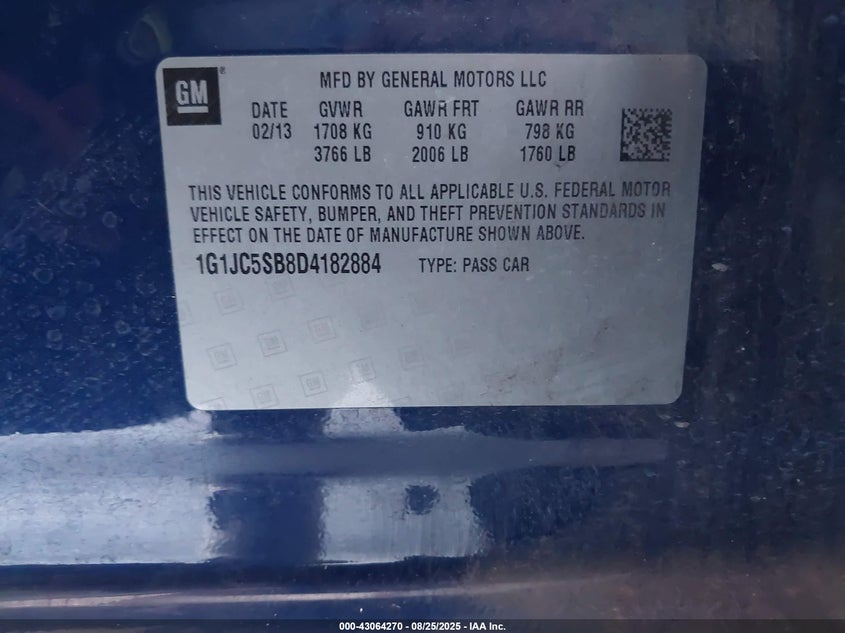 GM ®
MFD BY GENERAL MOTORS LLC
DATE GVWR GAWR FRT GAWR RR
02/13 1708 KG 910 KG 798 KG
3766 LB 2006 LB 1760 LB
THIS VEHICLE CONFORMS TO ALL APPLICABLE U.S. FEDERAL MOTOR
VEHICLE SAFETY, BUMPER, AND THEFT PREVENTION STANDARDS IN
EFFECT ON THE DATE OF MANUFACTURE SHOWN ABOVE.
1G1JC5SB8D4182884 TYPE: PASS CAR
000-43064270 - 08/25/2025 - IAA Inc.